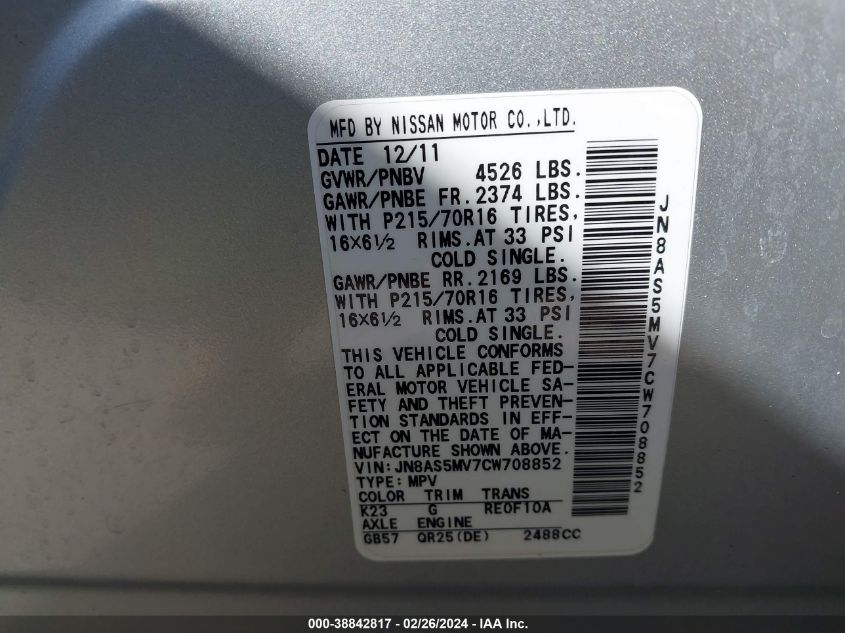 MFD BY NISSAN MOTOR CO.,LTD.
DATE 12/11
GVWR/PNBV 4526 LBS.
GAWR/PNBE FR.2374 LBS.
WITH P215/70R16 TIRES,
16X6½ RIMS.AT 33 PSI
COLD SINGLE.
GAWR/PNBE RR.2169 LBS.
WITH P215/70R16 TIRES,
16X6½ RIMS.AT 33 PSI
COLD SINGLE.
THIS VEHICLE CONFORMS
TO ALL APPLICABLE FED-
ERAL MOTOR VEHICLE SA-
FETY AND THEFT PREVEN-
TION STANDARDS IN EFF-
ECT ON THE DATE OF MA-
NUFACTURE SHOWN ABOVE.
VIN:JN8AS5MV7CW708852
TYPE:MPV
COLOR TRIM TRANS
K23 G RE0F10A
AXLE ENGINE
GB57 QR25(DE) 2488CC
JN8AS5MV7CW708852
000-38842817 - 02/26/2024 - IAA Inc.